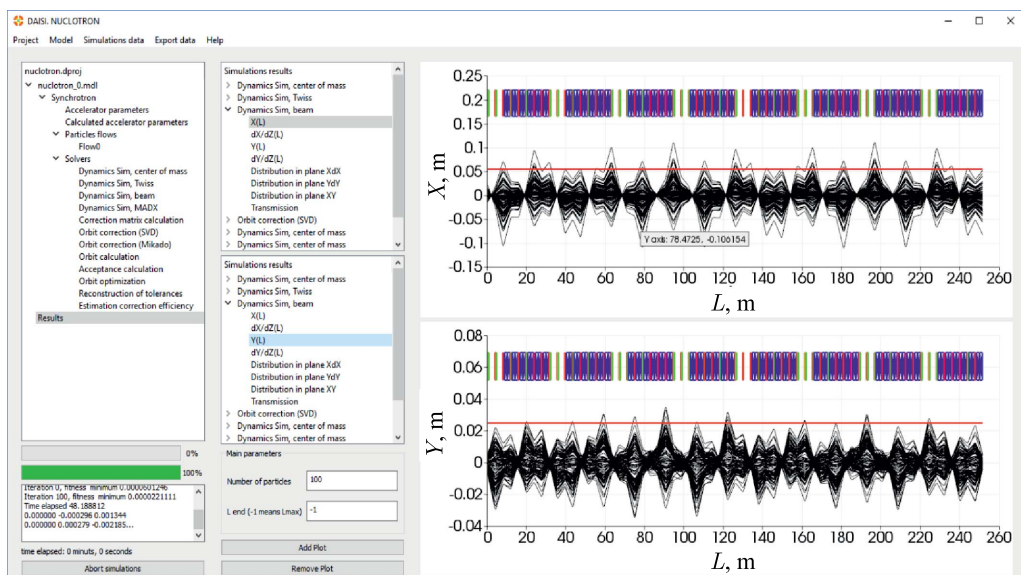 DAISI. NUCLOTRON
Project Model Simulations data Export data Help
nuclotron.dproj
nuclotron_0.mdl
Synchrotron
Accelerator parameters
Calculated accelerator parameters
Particles flows
Flow0
Solvers
Dynamics Sim, center of mass
Dynamics Sim, Twiss
Dynamics Sim, beam
Dynamics Sim, MADX
Correction matrix calculation
Orbit correction (SVD)
Orbit correction (Mikado)
Orbit calculation
Acceptance calculation
Orbit optimization
Reconstruction of tolerances
Estimation correction efficiency
Results
0%
100%
Iteration 0, fitness minimum 0.0000601246
Iteration 100, fitness minimum 0.0000221111
Time elapsed 48.188812
0.000000 -0.000296 0.001344
0.000000 0.000279 -0.002185...
time elapsed: 0 minuts, 0 seconds
Abort simulations
Simulations results
Dynamics Sim, center of mass
Dynamics Sim, Twiss
Dynamics Sim, beam
X(L)
dX/dZ(L)
Y(L)
dY/dZ(L)
Distribution in plane XdX
Distribution in plane YdY
Distribution in plane XY
Transmission
Orbit correction (SVD)
Dynamics Sim, center of mass
Dynamics Sim, center of mass
Simulations results
Dynamics Sim, center of mass
Dynamics Sim, Twiss
Dynamics Sim, beam
X(L)
dX/dZ(L)
Y(L)
dY/dZ(L)
Distribution in plane XdX
Distribution in plane YdY
Distribution in plane XY
Transmission
Orbit correction (SVD)
Dynamics Sim, center of mass
Main parameters
Number of particles 100
L end (-1 means Lmax) -1
Add Plot
Remove Plot
X, m
0.25
0.2
0.15
0.1
0.05
0
-0.05
-0.1
-0.15
Y axis: 78.4725, -0.106154
0 20 40 60 80 100 120 140 160 180 200 220 240 260
L, m
Y, m
0.08
0.06
0.04
0.02
0
-0.02
-0.04
0 20 40 60 80 100 120 140 160 180 200 220 240 260
L, m